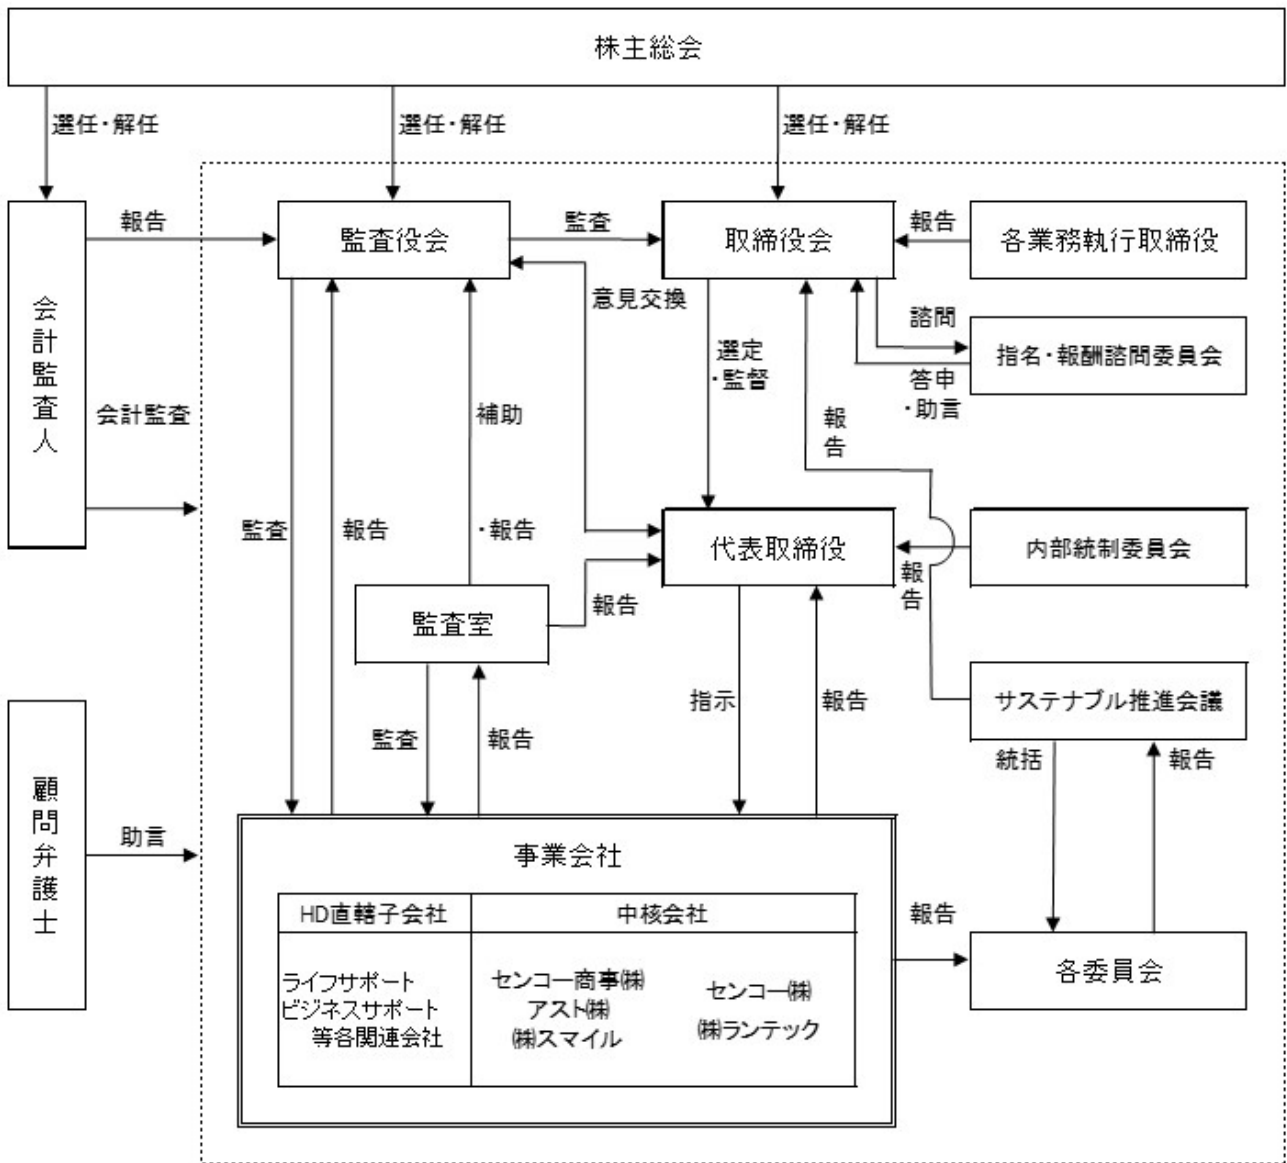 株主総会
選任・解任
選任・解任
選任・解任
会計監査人
報告
監査役会
監査
取締役会
報告
各業務執行取締役
意見交換
諮問
指名・報酬諮問委員会
答申
・助言
選定
・監督
会計監査
補助
・報告
報告
監査
報告
代表取締役
報告
内部統制委員会
監査室
報告
指示
報告
サステナブル推進会議
監査
報告
統括
報告
顧問弁護士
助言
事業会社
HD直轄子会社
中核会社
ライフサポート
ビジネスサポート
等各関連会社
センコー商事㈱
アスト㈱
㈱スマイル
センコー㈱
㈱ランテック
報告
各委員会